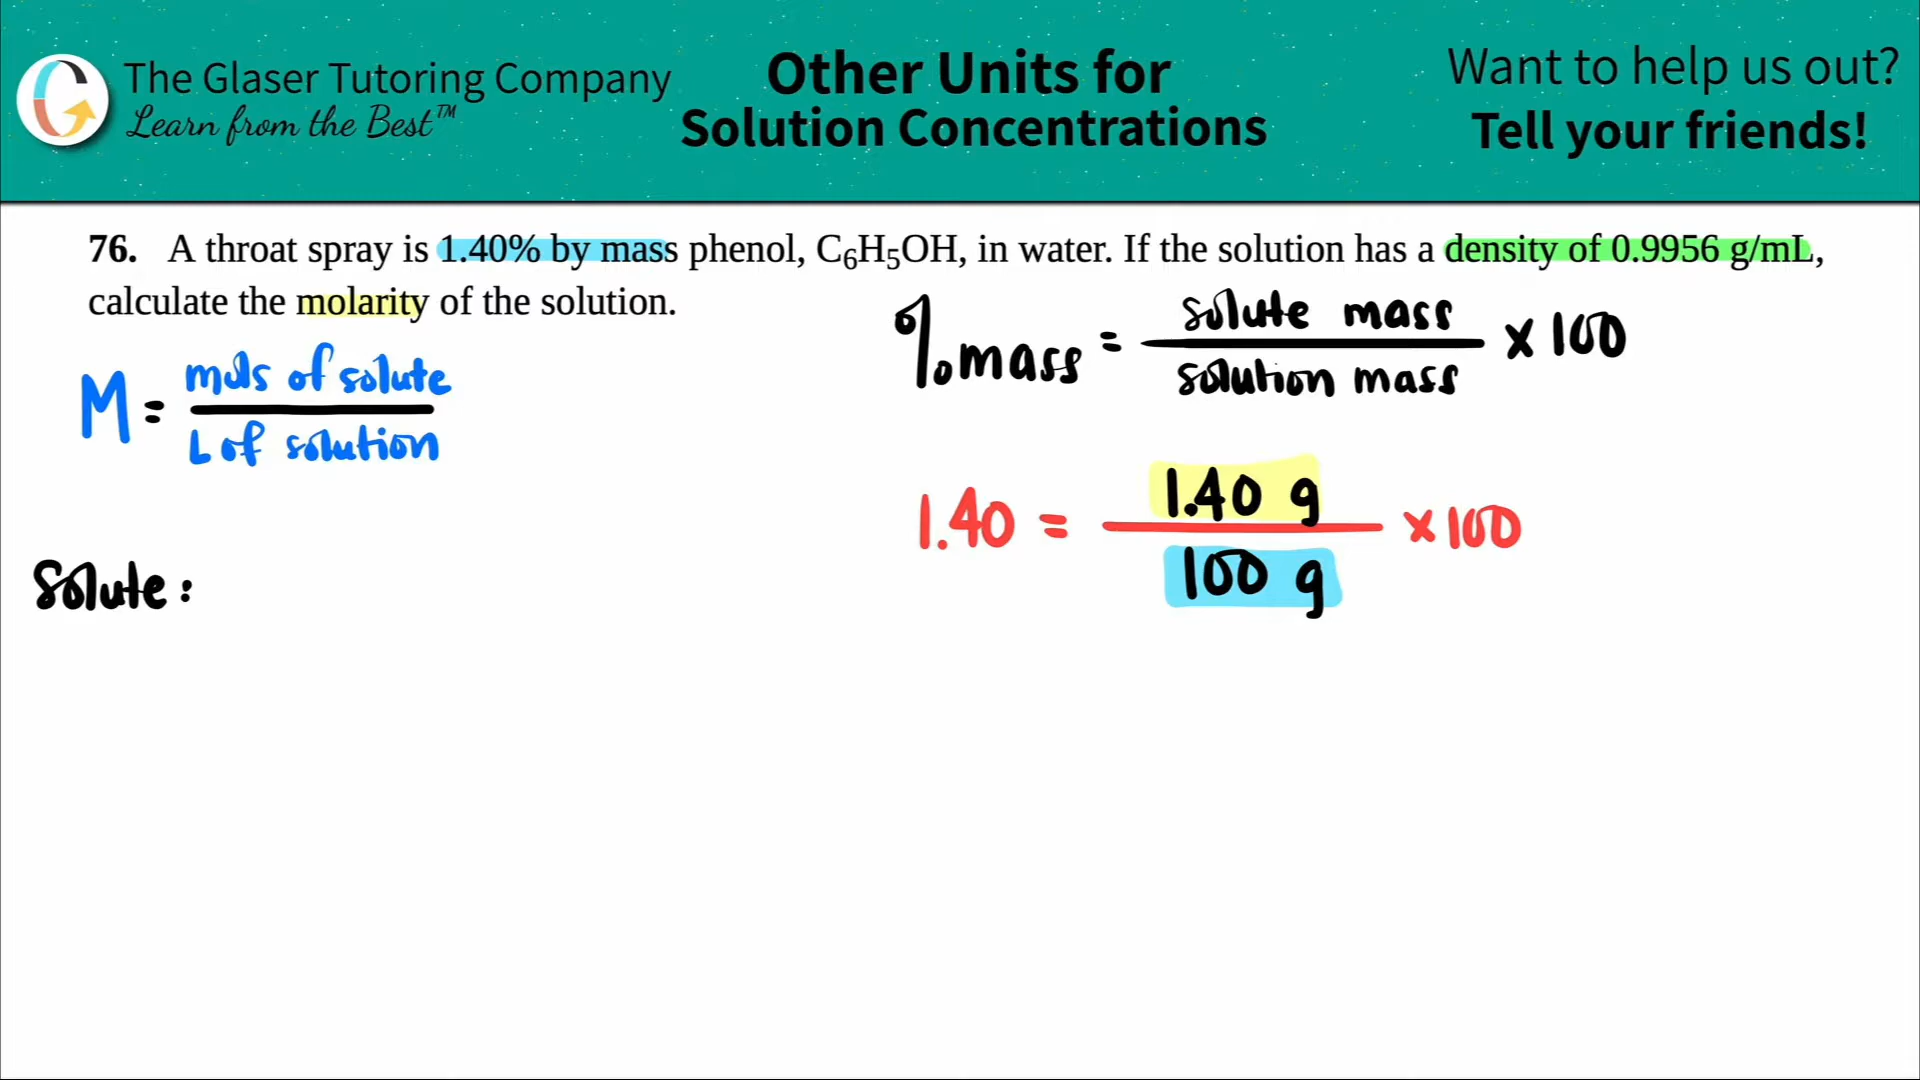 The Glaser Tutoring Company
Learn from the Best™
Other Units for
Solution Concentrations
Want to help us out?
Tell your friends!
76. A throat spray is 1.40% by mass phenol, C₆H₅OH, in water. If the solution has a density of 0.9956 g/mL,
calculate the molarity of the solution.
M = mols of solute
L of solution
%mass = solute mass × 100
solution mass
1.40 = 1.40 g × 100
100 g
Solute: